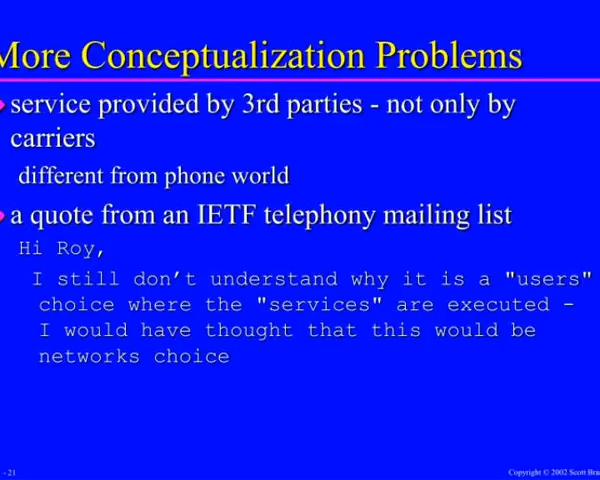 More Conceptualization Problems
service provided by 3rd parties - not only by
carriers
different from phone world
a quote from an IETF telephony mailing list
Hi Roy,
I still don’t understand why it is a "users"
choice where the "services" are executed -
I would have thought that this would be
networks choice
- 21
Copyright © 2002 Scott